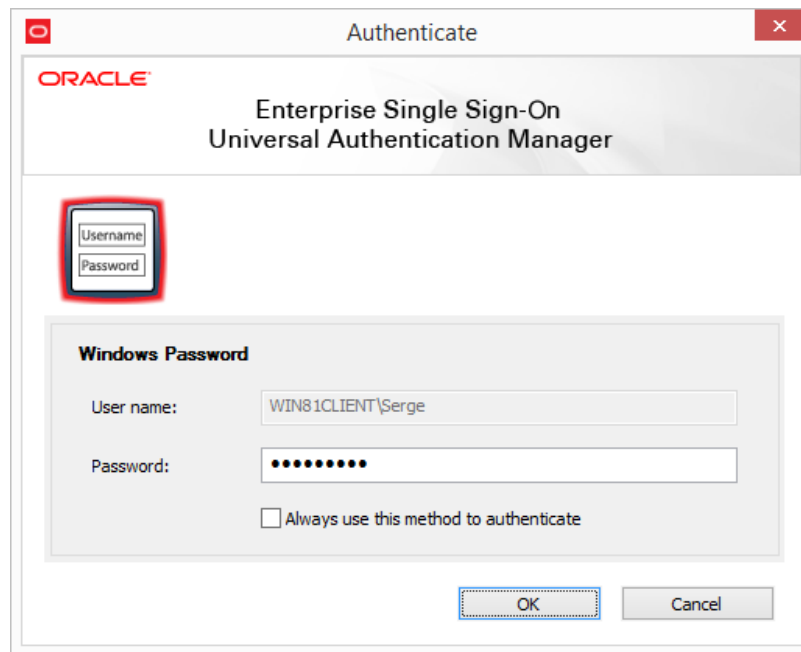 Authenticate
ORACLE
Enterprise Single Sign-On
Universal Authentication Manager
Username
Password
Windows Password
User name: WIN81CLIENT\Serge
Password: •••••••••
Always use this method to authenticate
OK Cancel